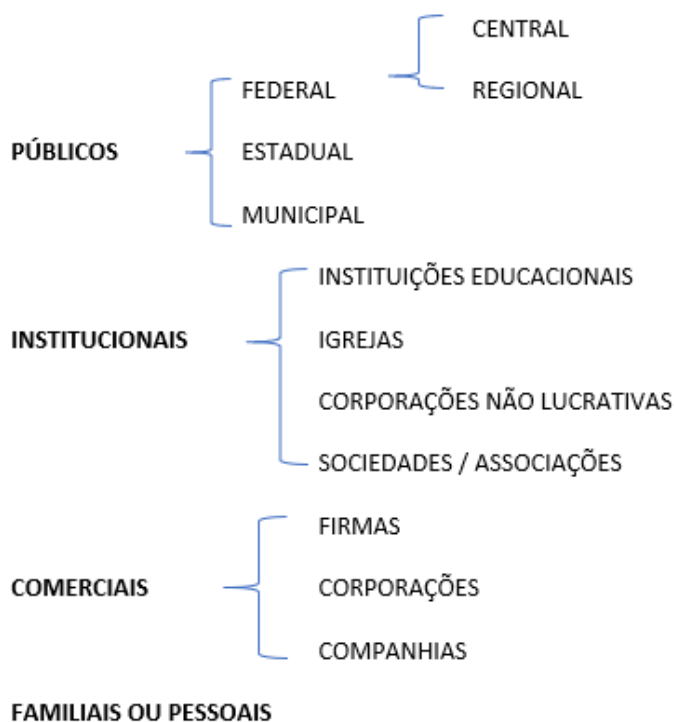 CENTRAL
FEDERAL
REGIONAL
PÚBLICOS
ESTADUAL
MUNICIPAL
INSTITUIÇÕES EDUCACIONAIS
INSTITUCIONAIS
IGREJAS
CORPORAÇÕES NÃO LUCRATIVAS
SOCIEDADES / ASSOCIAÇÕES
FIRMAS
COMERCIAIS
CORPORAÇÕES
COMPANHIAS
FAMILIAIS OU PESSOAIS